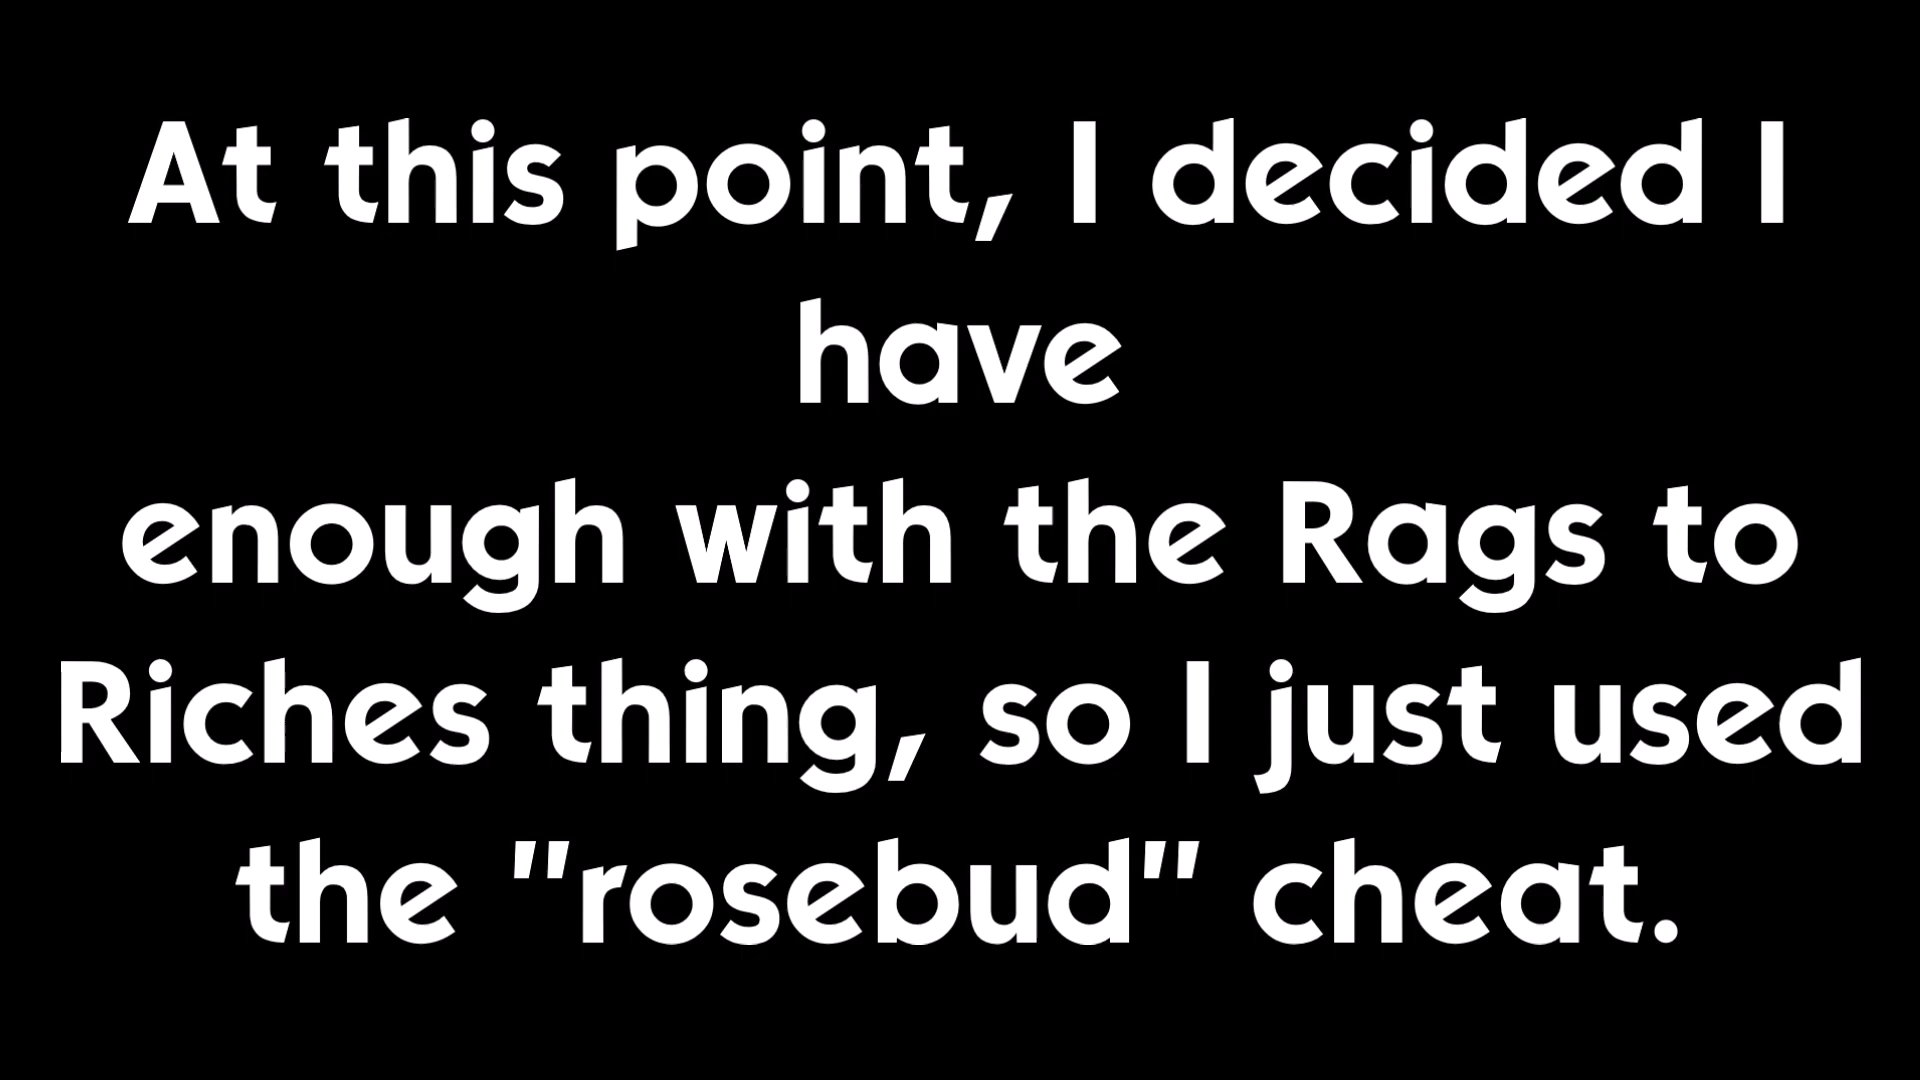 At this point, I decided I
have
enough with the Rags to
Riches thing, so I just used
the "rosebud" cheat.